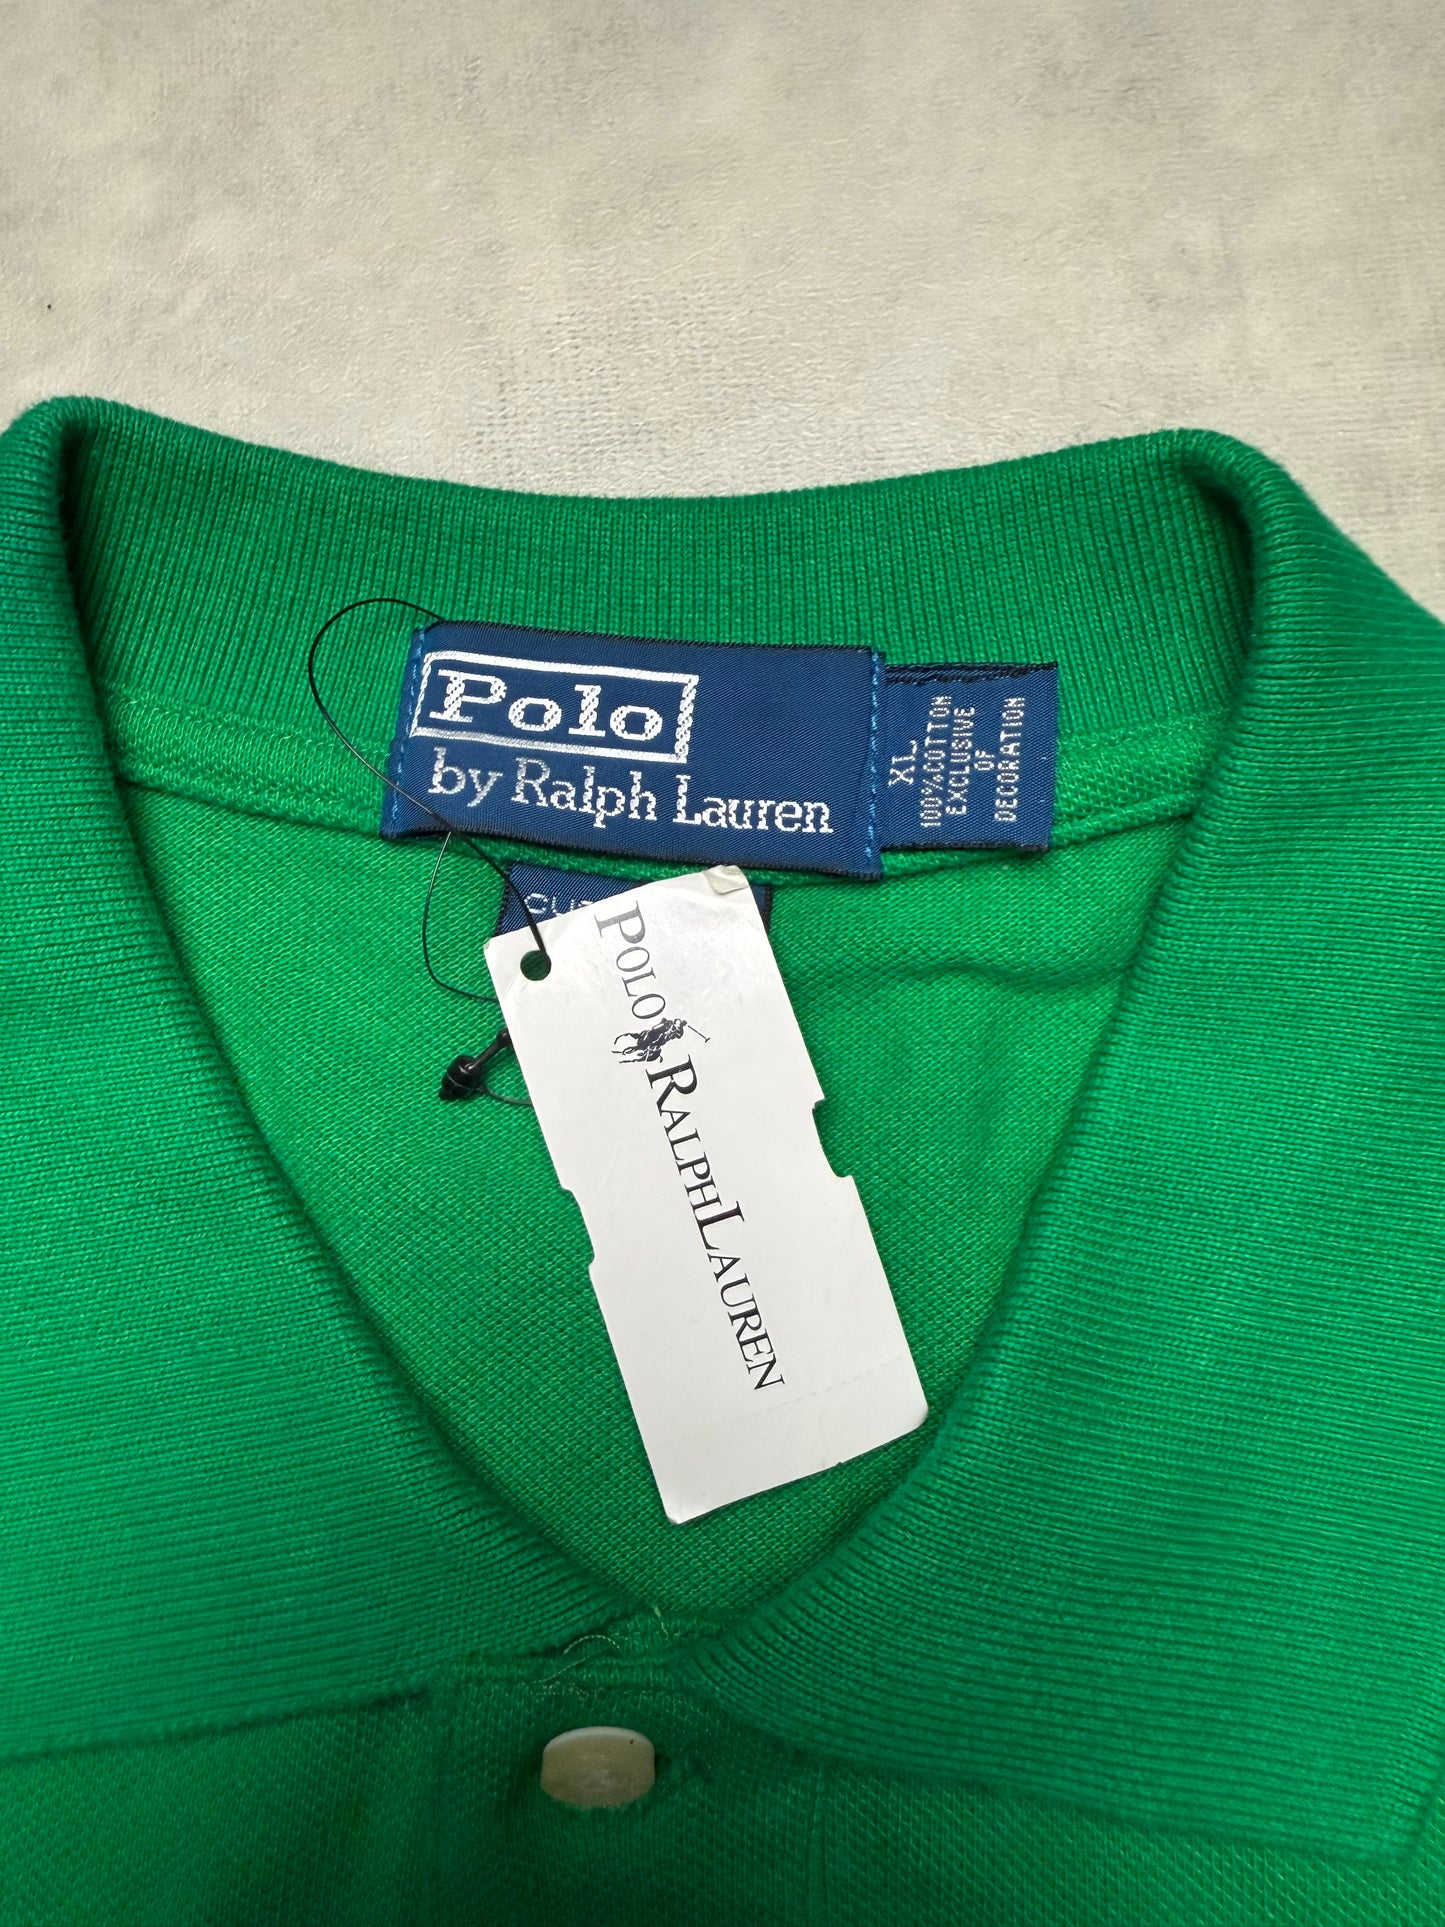 Polo
by Ralph Lauren
XL
100% COTTON
EXCLUSIVE
OF
DECORATION
POLO
RALPH LAUREN